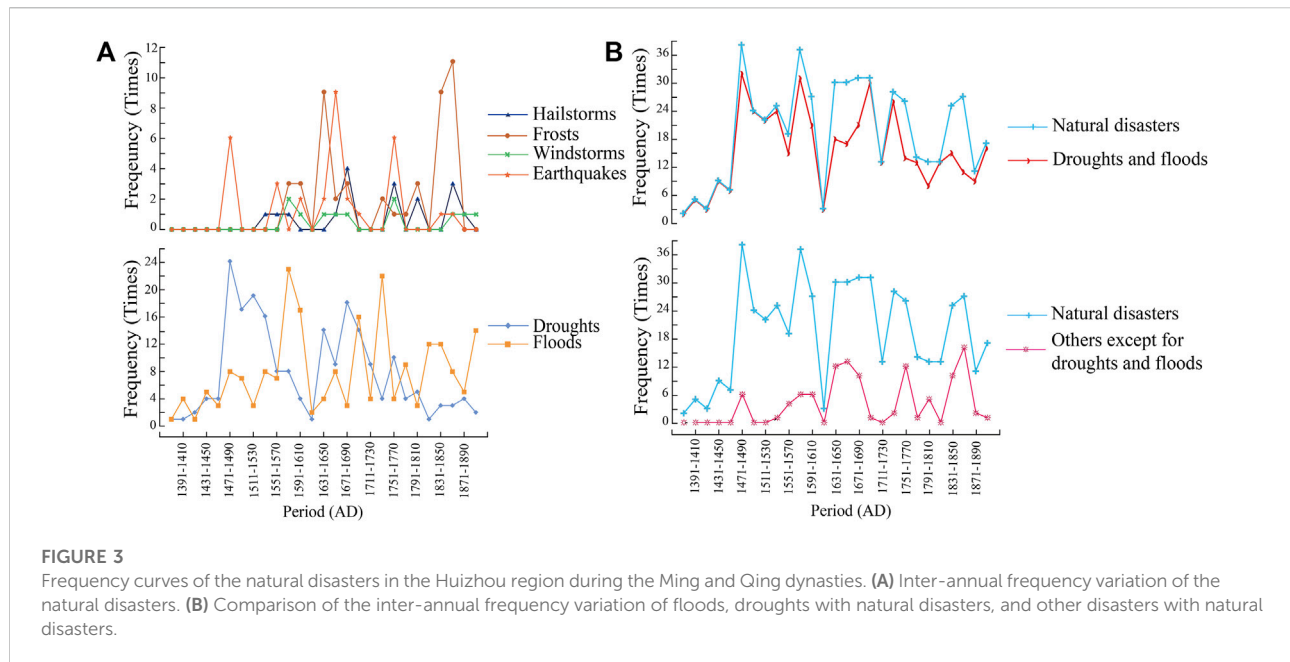 A
Frequeuncy (Times)
12
10
8
6
4
2
0
Hailstorms
Frosts
Windstorms
Earthquakes
Frequency (Times)
24
20
16
12
8
4
0
Droughts
Floods
1391-1410
1431-1450
1471-1490
1511-1530
1551-1570
1591-1610
1631-1650
1671-1690
1711-1730
1751-1770
1791-1810
1831-1850
1871-1890
Period (AD)
B
Frequency (Times)
36
30
24
18
12
6
0
Natural disasters
Droughts and floods
Frequency (Times)
36
30
24
18
12
6
0
Natural disasters
Others except for
droughts and floods
1391-1410
1431-1450
1471-1490
1511-1530
1551-1570
1591-1610
1631-1650
1671-1690
1711-1730
1751-1770
1791-1810
1831-1850
1871-1890
Period (AD)
FIGURE 3
Frequency curves of the natural disasters in the Huizhou region during the Ming and Qing dynasties. (A) Inter-annual frequency variation of the
natural disasters. (B) Comparison of the inter-annual frequency variation of floods, droughts with natural disasters, and other disasters with natural
disasters.